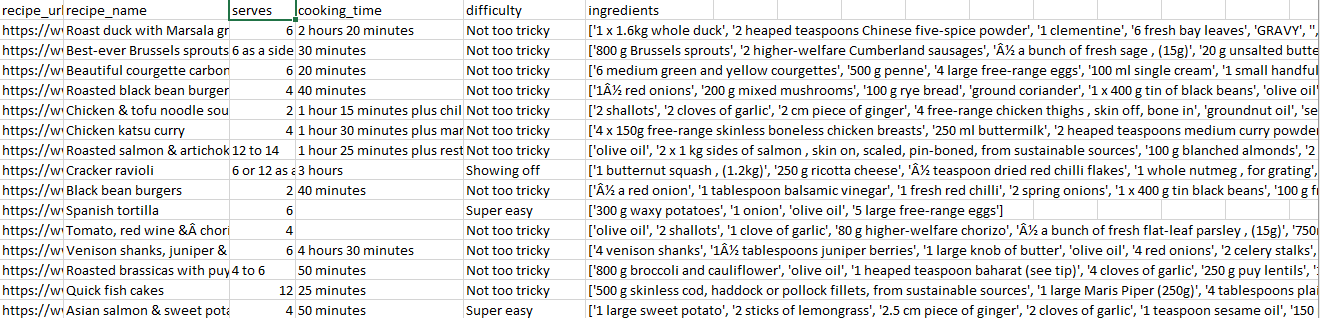 recipe_url recipe_name serves cooking_time difficulty ingredients
https://w Roast duck with Marsala gr 6 2 hours 20 minutes Not too tricky ['1 x 1.6kg whole duck', '2 heaped teaspoons Chinese five-spice powder', '1 clementine', '6 fresh bay leaves', 'GRAVY', '',
https://w Best-ever Brussels sprouts 6 as a side 30 minutes Not too tricky ['800 g Brussels sprouts', '2 higher-welfare Cumberland sausages', 'Â½ a bunch of fresh sage , (15g)', '20 g unsalted butte
https://w Beautiful courgette carbon 6 20 minutes Not too tricky ['6 medium green and yellow courgettes', '500 g penne', '4 large free-range eggs', '100 ml single cream', '1 small handful
https://w Roasted black bean burger 4 40 minutes Not too tricky ['1Â½ red onions', '200 g mixed mushrooms', '100 g rye bread', 'ground coriander', '1 x 400 g tin of black beans', 'olive oil'
https://w Chicken & tofu noodle sou 2 1 hour 15 minutes plus chil Not too tricky ['2 shallots', '2 cloves of garlic', '2 cm piece of ginger', '4 free-range chicken thighs , skin off, bone in', 'groundnut oil', 'se
https://w Chicken katsu curry 4 1 hour 30 minutes plus mar Not too tricky ['4 x 150g free-range skinless boneless chicken breasts', '250 ml buttermilk', '2 heaped teaspoons medium curry powde
https://w Roasted salmon & artichok 12 to 14 1 hour 25 minutes plus rest Not too tricky ['olive oil', '2 x 1 kg sides of salmon , skin on, scaled, pin-boned, from sustainable sources', '100 g blanched almonds', '2
https://w Cracker ravioli 6 or 12 as a 3 hours Showing off ['1 butternut squash , (1.2kg)', '250 g ricotta cheese', 'Â½ teaspoon dried red chilli flakes', '1 whole nutmeg , for grating',
https://w Black bean burgers 2 40 minutes Not too tricky ['Â½ a red onion', '1 tablespoon balsamic vinegar', '1 fresh red chilli', '2 spring onions', '1 x 400 g tin black beans', '100 g fr
https://w Spanish tortilla 6 Super easy ['300 g waxy potatoes', '1 onion', 'olive oil', '5 large free-range eggs']
https://w Tomato, red wine &Â chori 4 Not too tricky ['olive oil', '2 shallots', '1 clove of garlic', '80 g higher-welfare chorizo', 'Â½ a bunch of fresh flat-leaf parsley , (15g)', '750
https://w Venison shanks, juniper & 6 4 hours 30 minutes Not too tricky ['4 venison shanks', '1Â½ tablespoons juniper berries', '1 large knob of butter', 'olive oil', '4 red onions', '2 celery stalks',
https://w Roasted brassicas with puy 4 to 6 50 minutes Not too tricky ['800 g broccoli and cauliflower', 'olive oil', '1 heaped teaspoon baharat (see tip)', '4 cloves of garlic', '250 g puy lentils', '
https://w Quick fish cakes 12 25 minutes Not too tricky ['500 g skinless cod, haddock or pollock fillets, from sustainable sources', '1 large Maris Piper (250g)', '4 tablespoons plai
https://w Asian salmon & sweet pota 4 50 minutes Super easy ['1 large sweet potato', '2 sticks of lemongrass', '2.5 cm piece of ginger', '2 cloves of garlic', '1 teaspoon sesame oil', '150